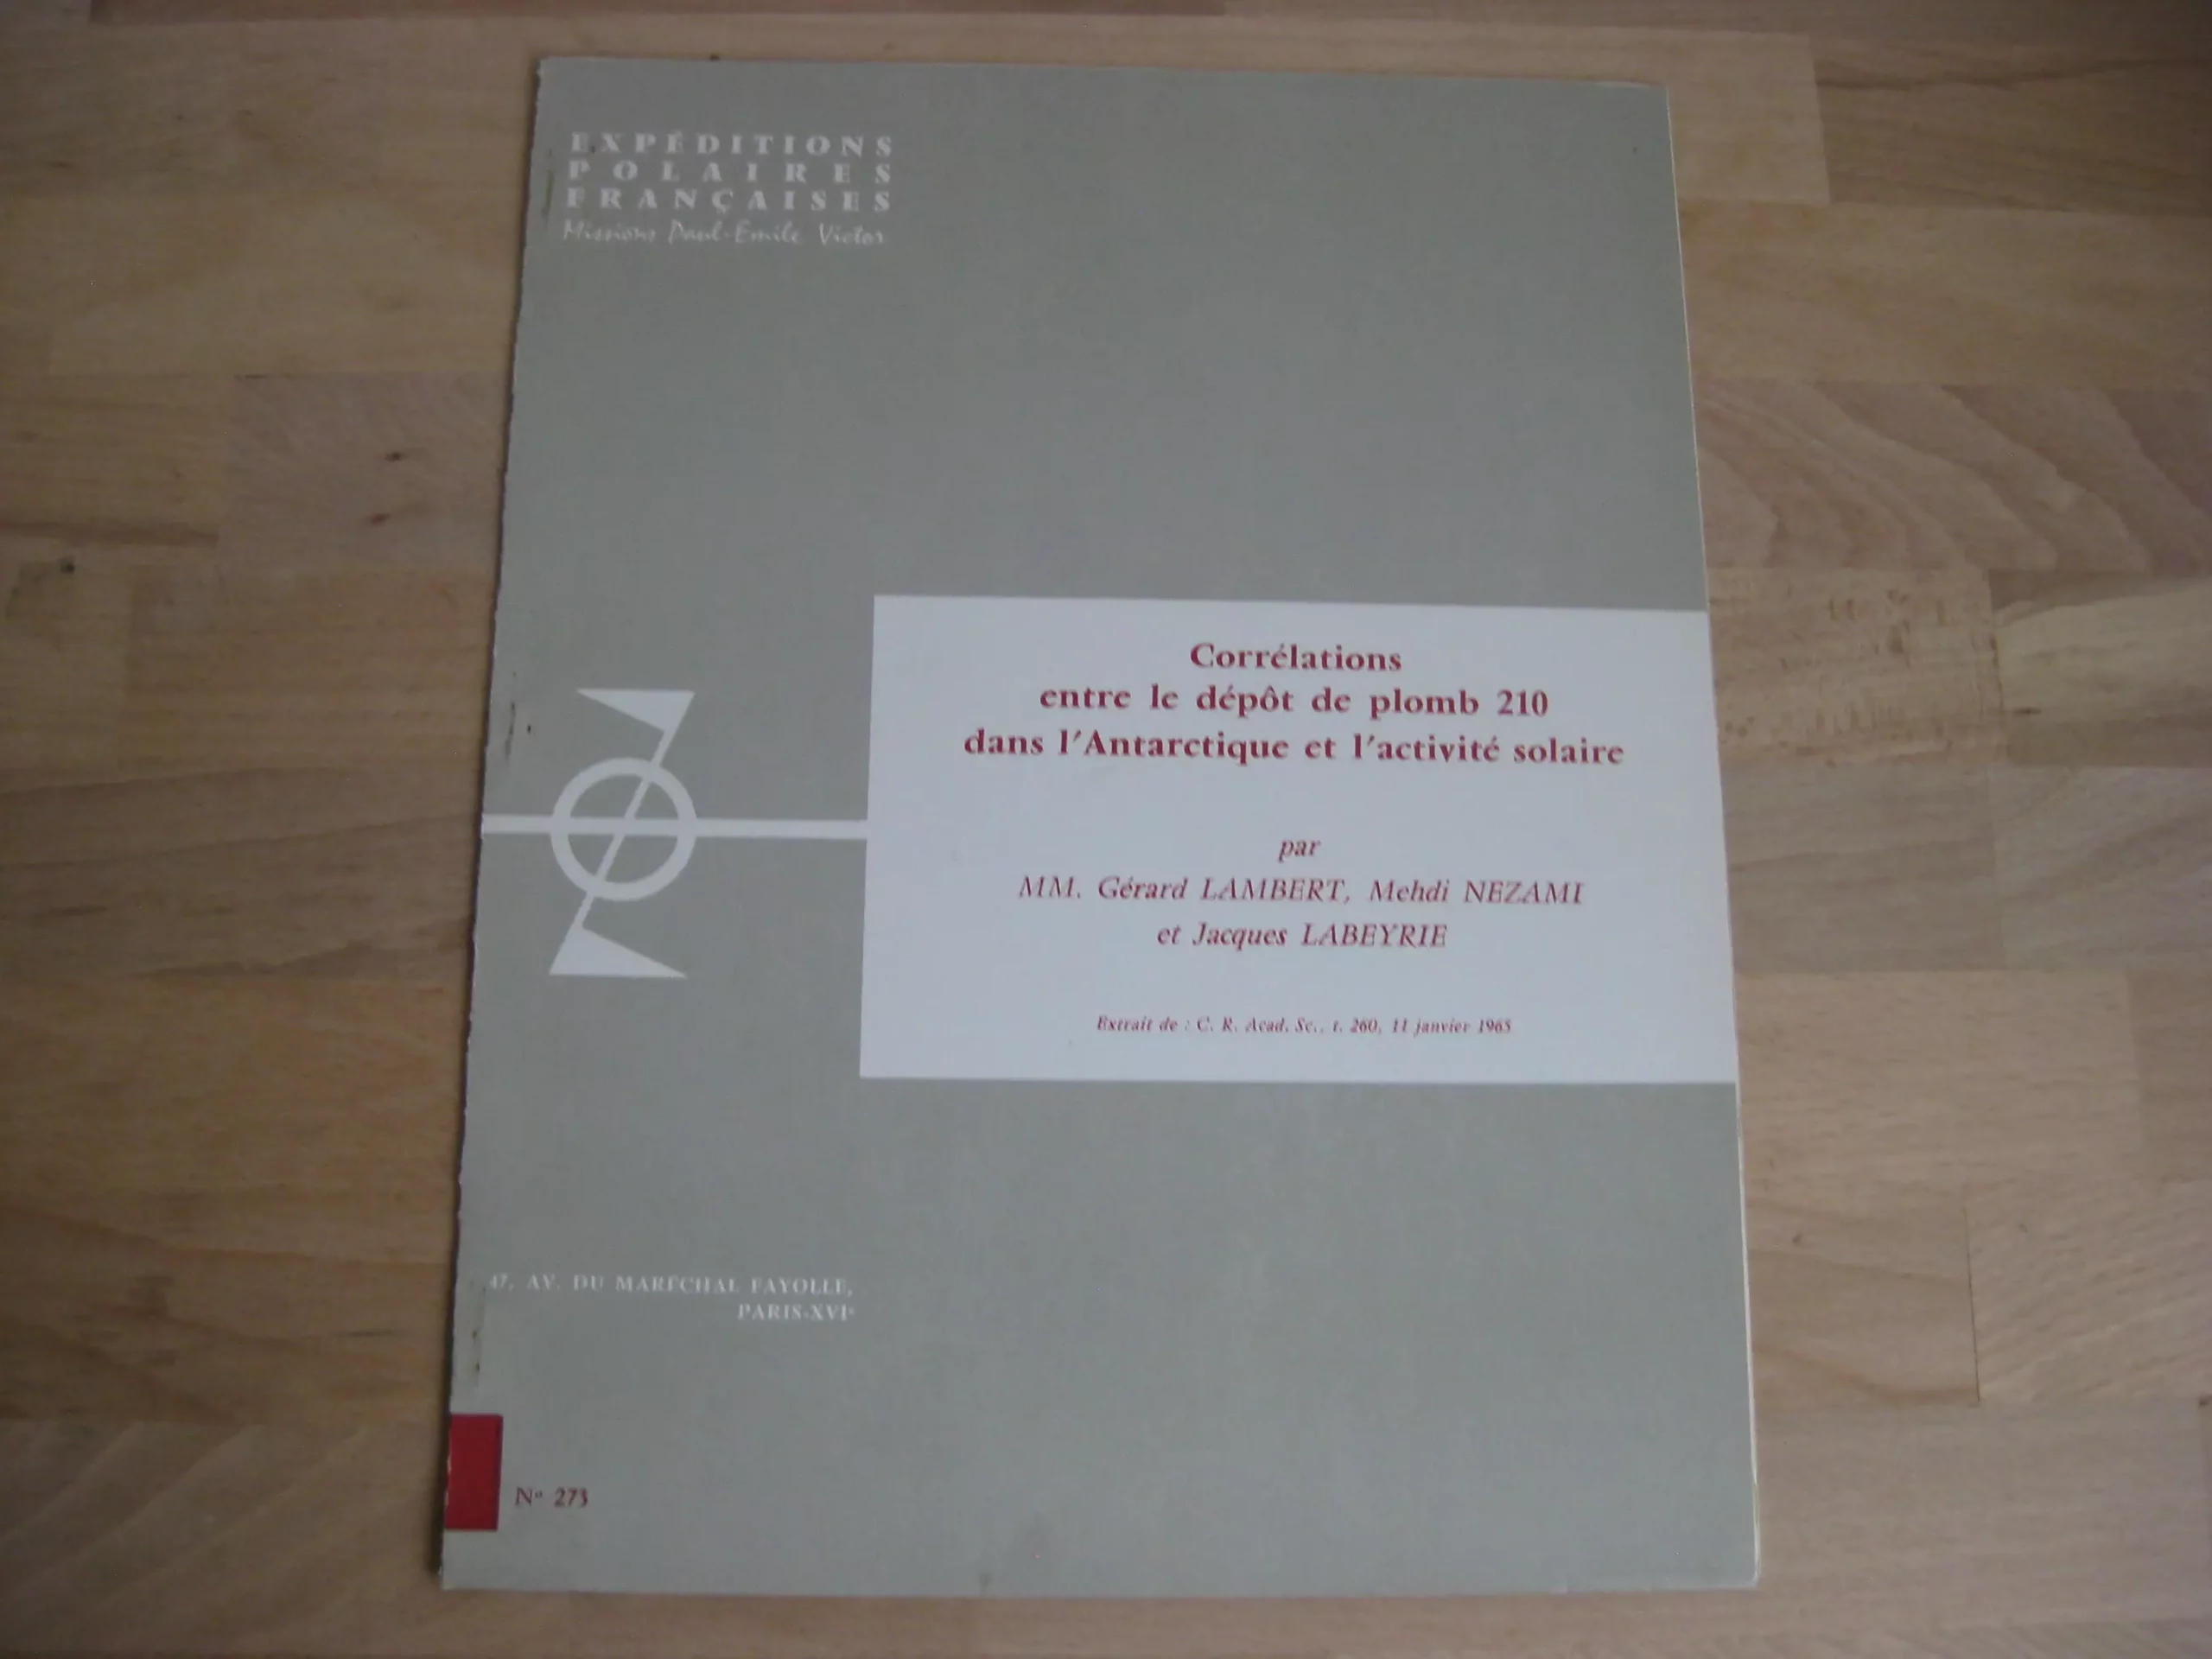 EXPÉDITIONS
POLAIRES
FRANÇAISES
Missions Paul-Emile Victor
Corrélations
entre le dépôt de plomb 210
dans l'Antarctique et l'activité solaire
par
MM. Gérard LAMBERT, Mehdi NEZAMI
et Jacques LABEYRIE
Extrait de : C. R. Acad. Sc., t. 260, 11 janvier 1965
47, AV. DU MARÉCHAL FAYOLLE,
PARIS-XVIe
No 273